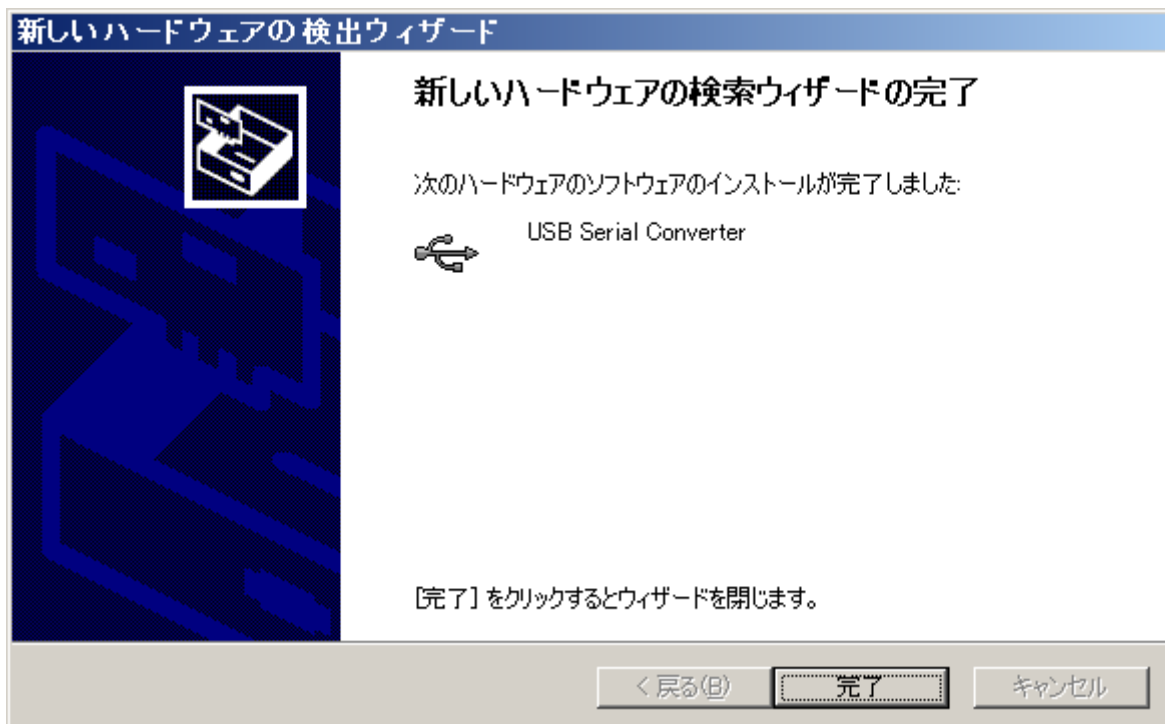 新しいハードウェアの検出ウィザード
新しいハードウェアの検索ウィザードの完了
次のハードウェアのソフトウェアのインストールが完了しました:
USB Serial Converter
[完了] をクリックするとウィザードを閉じます。
< 戻る(B)
完了
キャンセル